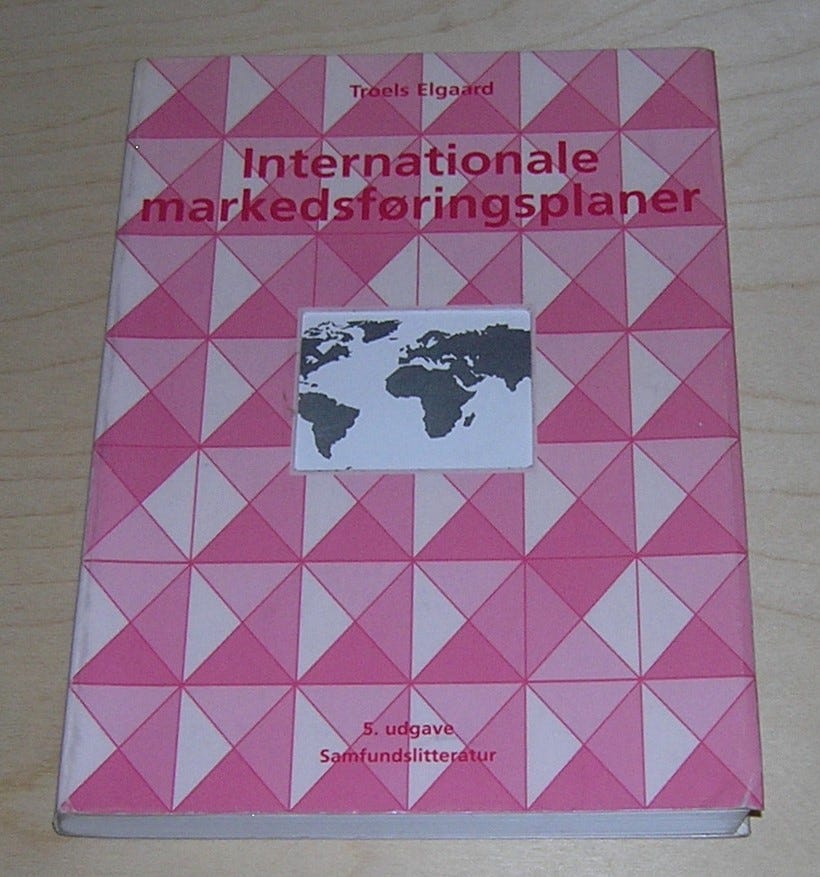 Troels Elgaard
Internationale
markedsføringsplaner
5. udgave
Samfundslitteratur